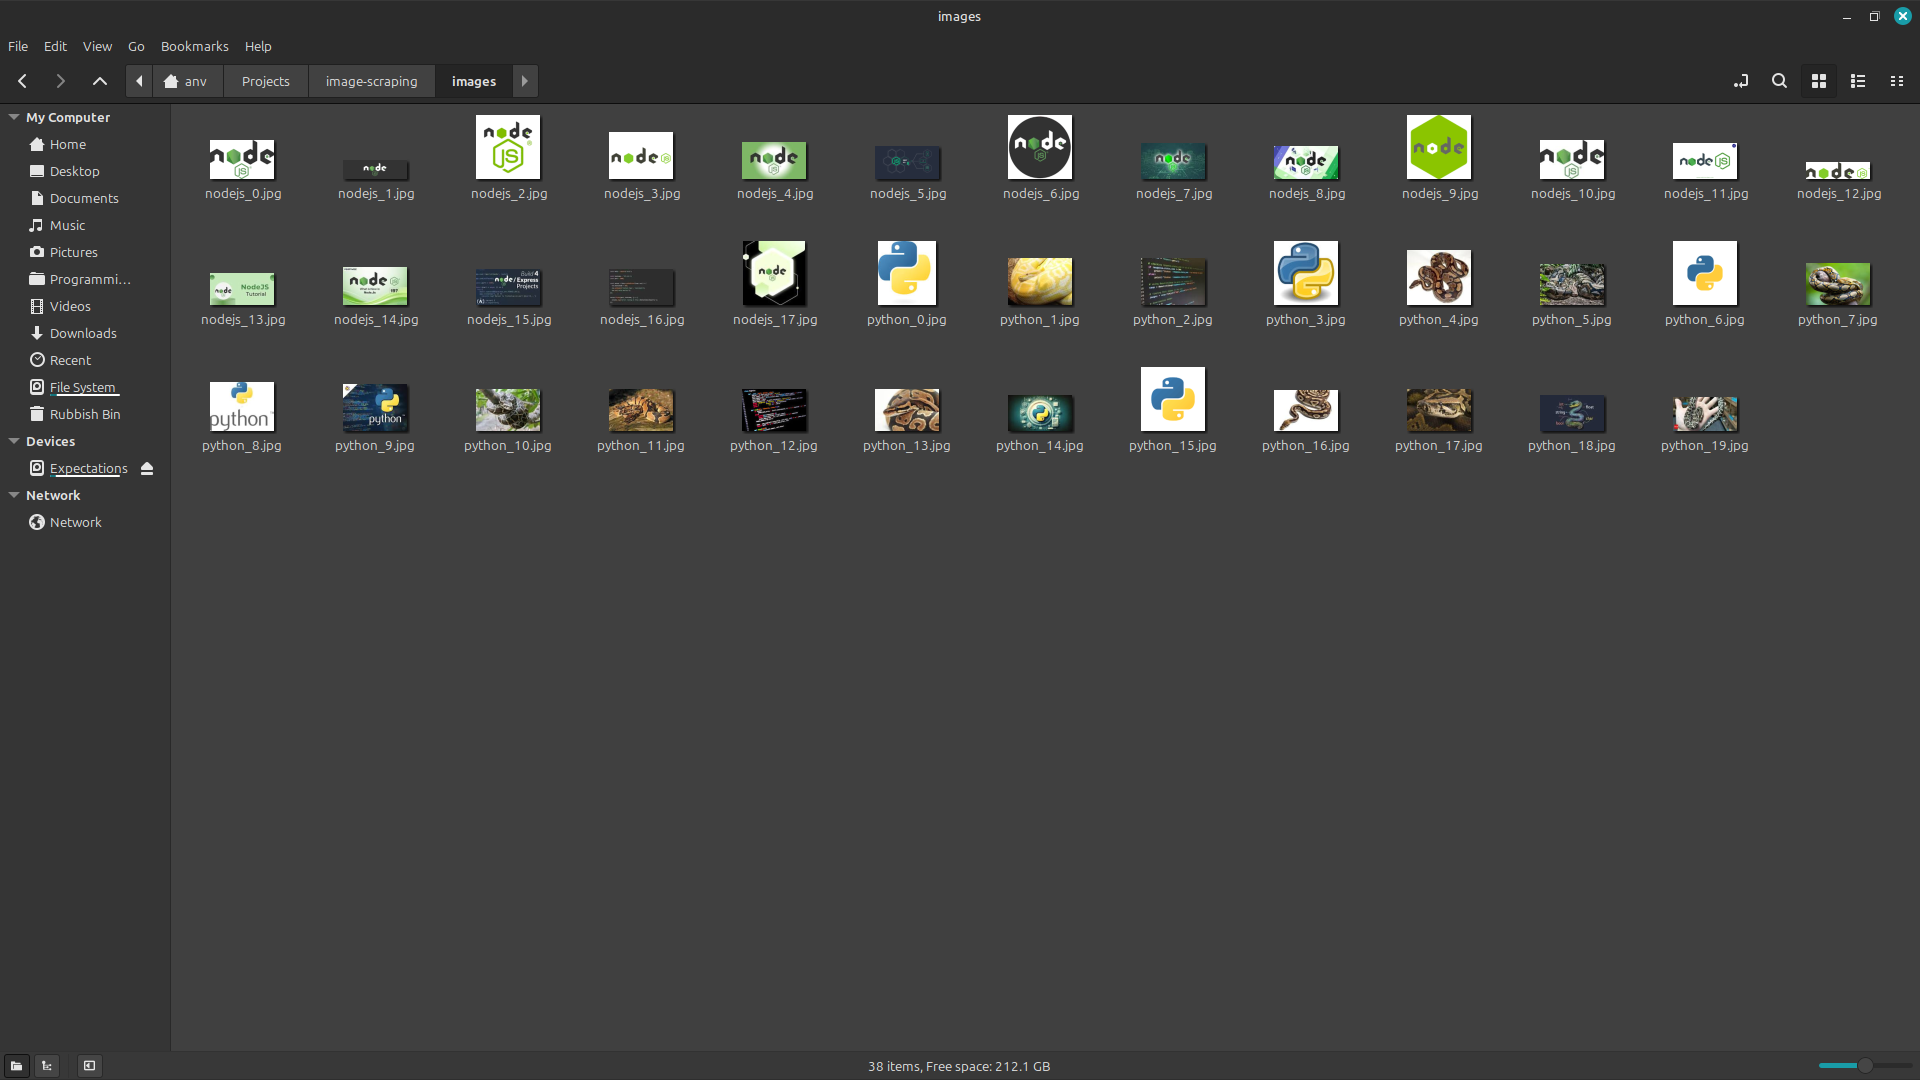 images
File Edit View Go Bookmarks Help
anv Projects image-scraping images
My Computer
Home
Desktop
Documents
Music
Pictures
Programmi...
Videos
Downloads
Recent
File System
Rubbish Bin
Devices
Expectations
Network
Network
nodejs_0.jpg nodejs_1.jpg nodejs_2.jpg nodejs_3.jpg nodejs_4.jpg nodejs_5.jpg nodejs_6.jpg nodejs_7.jpg nodejs_8.jpg nodejs_9.jpg nodejs_10.jpg nodejs_11.jpg nodejs_12.jpg
nodejs_13.jpg nodejs_14.jpg nodejs_15.jpg nodejs_16.jpg nodejs_17.jpg python_0.jpg python_1.jpg python_2.jpg python_3.jpg python_4.jpg python_5.jpg python_6.jpg python_7.jpg
python_8.jpg python_9.jpg python_10.jpg python_11.jpg python_12.jpg python_13.jpg python_14.jpg python_15.jpg python_16.jpg python_17.jpg python_18.jpg python_19.jpg
38 items, Free space: 212.1 GB